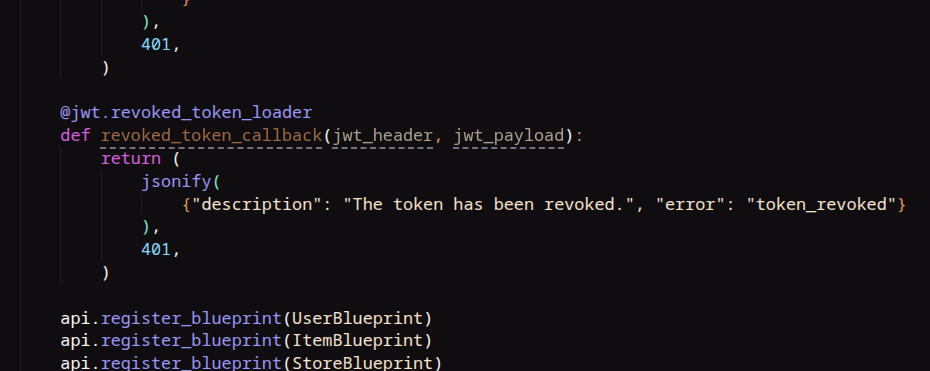 }
),
401,
)
@jwt.revoked_token_loader
def revoked_token_callback(jwt_header, jwt_payload):
return (
jsonify(
{"description": "The token has been revoked.", "error": "token_revoked"}
),
401,
)
api.register_blueprint(UserBlueprint)
api.register_blueprint(ItemBlueprint)
api.register_blueprint(StoreBlueprint)